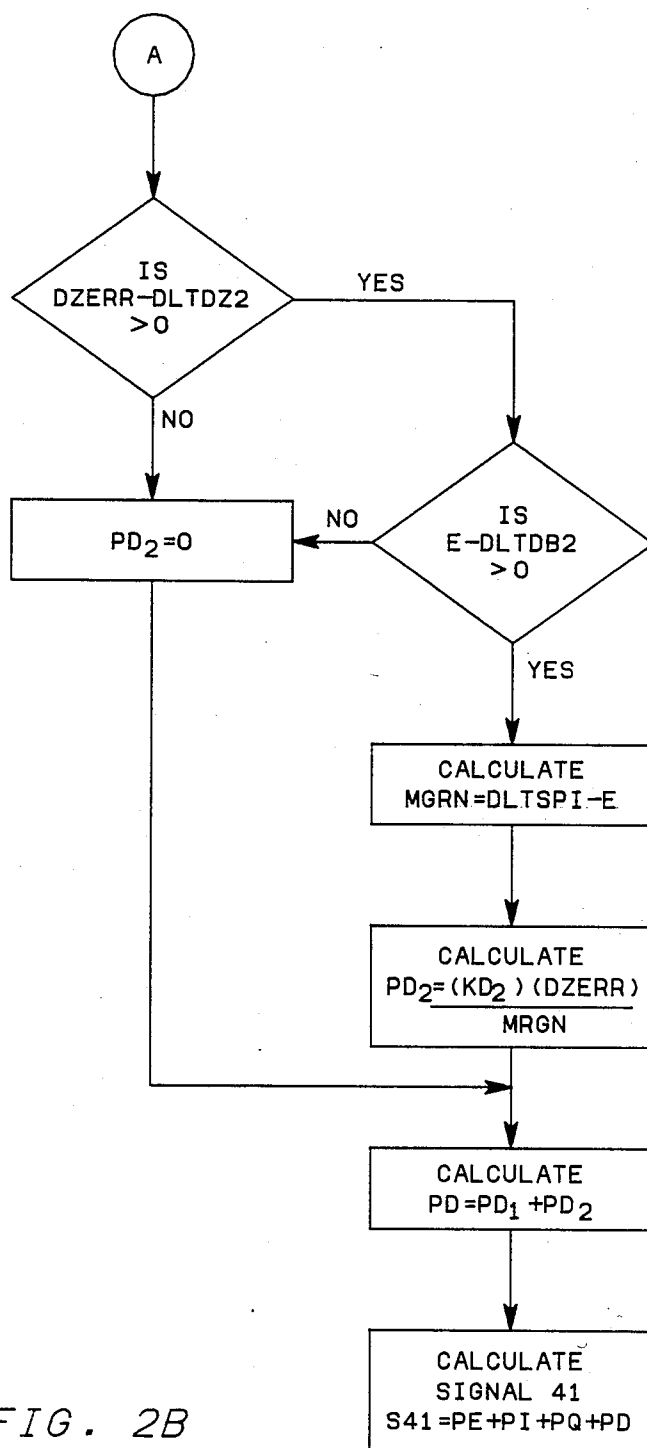 A
IS
DZERR-DLTDZ2
>0
YES
NO
PD2=0
NO
IS
E-DLTDB2
>0
YES
CALCULATE
MGRN=DLTSPI-E
CALCULATE
PD2=(KD2)(DZERR)
MRGN
CALCULATE
PD=PD1+PD2
CALCULATE
SIGNAL 41
S41=PE+PI+PQ+PD
FIG. 2B